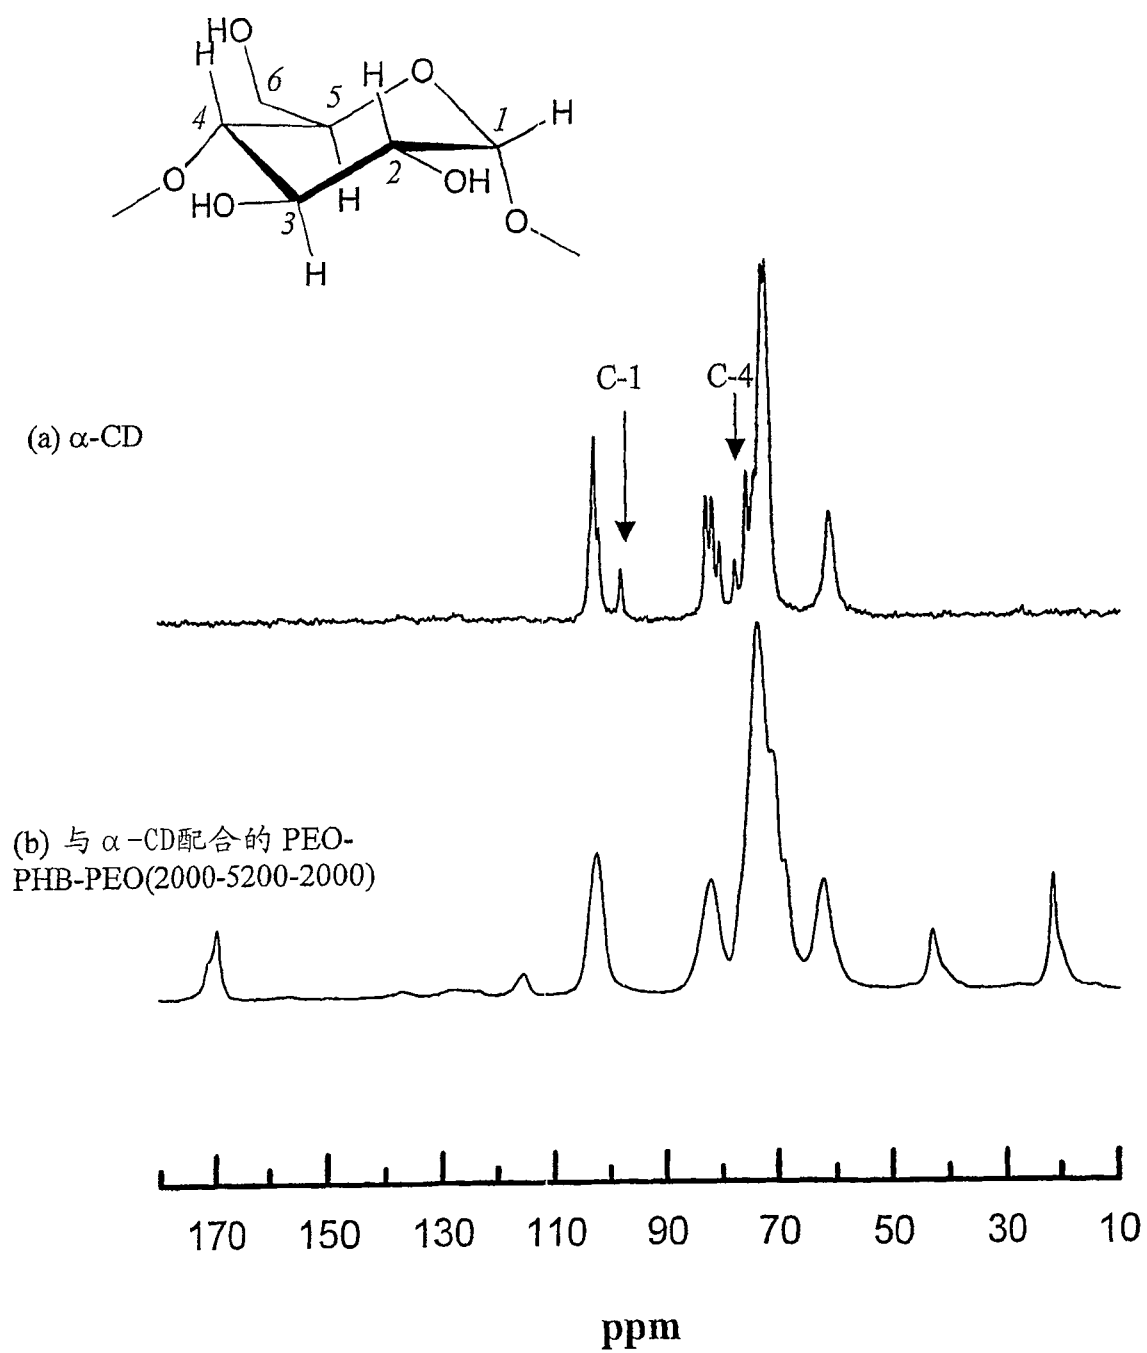 HO
H
6
H
O
4
5
1
H
2
O
OH
HO
H
3
O
H
C-1
C-4
(a) α-CD
(b) 与 α-CD配合的 PEO-
PHB-PEO(2000-5200-2000)
170 150 130 110 90 70 50 30 10
ppm